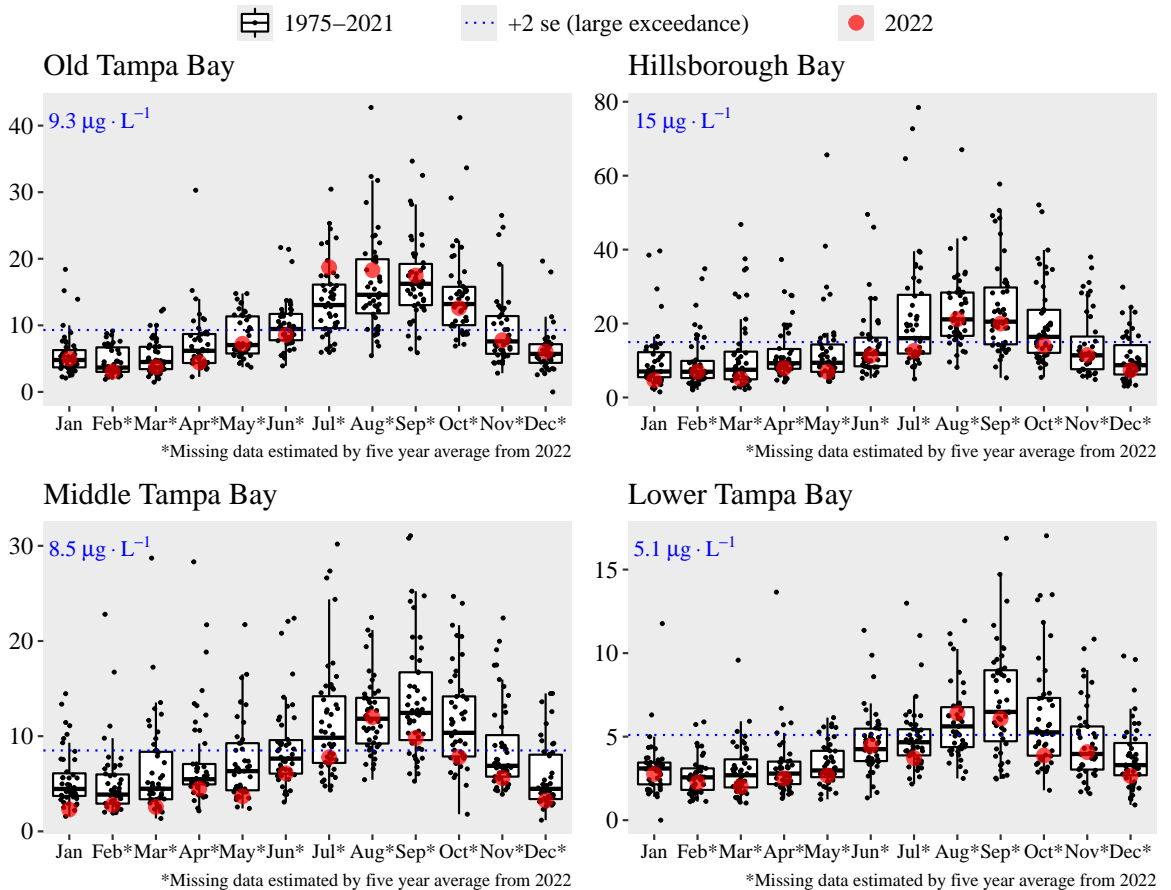 1975–2021 +2 se (large exceedance) 2022
Old Tampa Bay
9.3 μg · L⁻¹
40
30
20
10
0
Jan Feb* Mar* Apr* May* Jun* Jul* Aug* Sep* Oct* Nov* Dec*
*Missing data estimated by five year average from 2022
Hillsborough Bay
15 μg · L⁻¹
80
60
40
20
0
Jan Feb* Mar* Apr* May* Jun* Jul* Aug* Sep* Oct* Nov* Dec*
*Missing data estimated by five year average from 2022
Middle Tampa Bay
8.5 μg · L⁻¹
30
20
10
0
Jan Feb* Mar* Apr* May* Jun* Jul* Aug* Sep* Oct* Nov* Dec*
*Missing data estimated by five year average from 2022
Lower Tampa Bay
5.1 μg · L⁻¹
15
10
5
0
Jan Feb* Mar* Apr* May* Jun* Jul* Aug* Sep* Oct* Nov* Dec*
*Missing data estimated by five year average from 2022